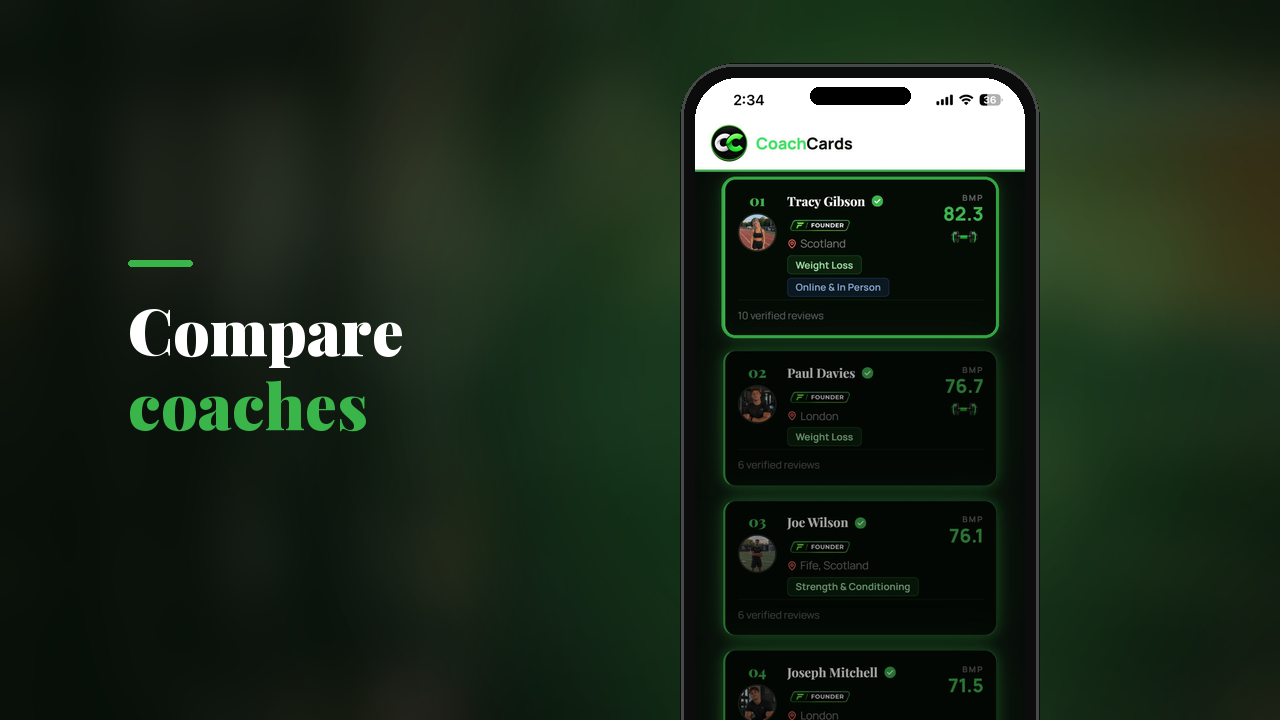 Compare
coaches
2:34
36
CC CoachCards
01 Tracy Gibson BMP
82.3
FOUNDER
Scotland
Weight Loss
Online & In Person
10 verified reviews
02 Paul Davies BMP
76.7
FOUNDER
London
Weight Loss
6 verified reviews
03 Joe Wilson BMP
76.1
FOUNDER
Fife, Scotland
Strength & Conditioning
6 verified reviews
04 Joseph Mitchell BMP
71.5
FOUNDER
London